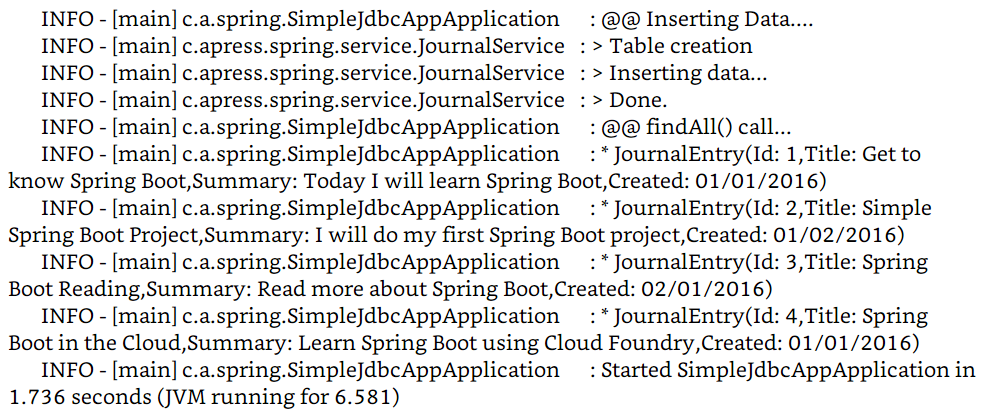 INFO - [main] c.a.spring.SimpleJdbcAppApplication : @@ Inserting Data....
INFO - [main] c.apress.spring.service.JournalService : > Table creation
INFO - [main] c.apress.spring.service.JournalService : > Inserting data...
INFO - [main] c.apress.spring.service.JournalService : > Done.
INFO - [main] c.a.spring.SimpleJdbcAppApplication : @@ findAll() call...
INFO - [main] c.a.spring.SimpleJdbcAppApplication : * JournalEntry(Id: 1,Title: Get to
know Spring Boot,Summary: Today I will learn Spring Boot,Created: 01/01/2016)
INFO - [main] c.a.spring.SimpleJdbcAppApplication : * JournalEntry(Id: 2,Title: Simple
Spring Boot Project,Summary: I will do my first Spring Boot project,Created: 01/02/2016)
INFO - [main] c.a.spring.SimpleJdbcAppApplication : * JournalEntry(Id: 3,Title: Spring
Boot Reading,Summary: Read more about Spring Boot,Created: 02/01/2016)
INFO - [main] c.a.spring.SimpleJdbcAppApplication : * JournalEntry(Id: 4,Title: Spring
Boot in the Cloud,Summary: Learn Spring Boot using Cloud Foundry,Created: 01/01/2016)
INFO - [main] c.a.spring.SimpleJdbcAppApplication : Started SimpleJdbcAppApplication in
1.736 seconds (JVM running for 6.581)